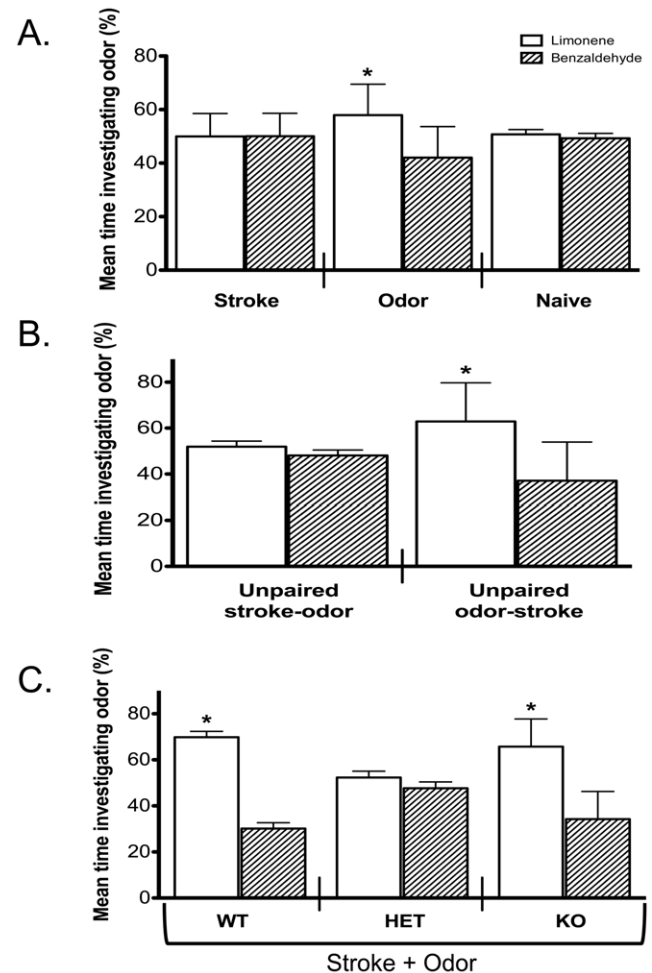 A.
Mean time investigating odor (%)
Limonene
Benzaldehyde
80
60
40
20
0
*
Stroke
Odor
Naive
B.
Mean time investigating odor (%)
80
60
40
20
0
*
Unpaired
stroke-odor
Unpaired
odor-stroke
C.
Mean time investigating odor (%)
80
60
40
20
0
*
*
WT
HET
KO
Stroke + Odor